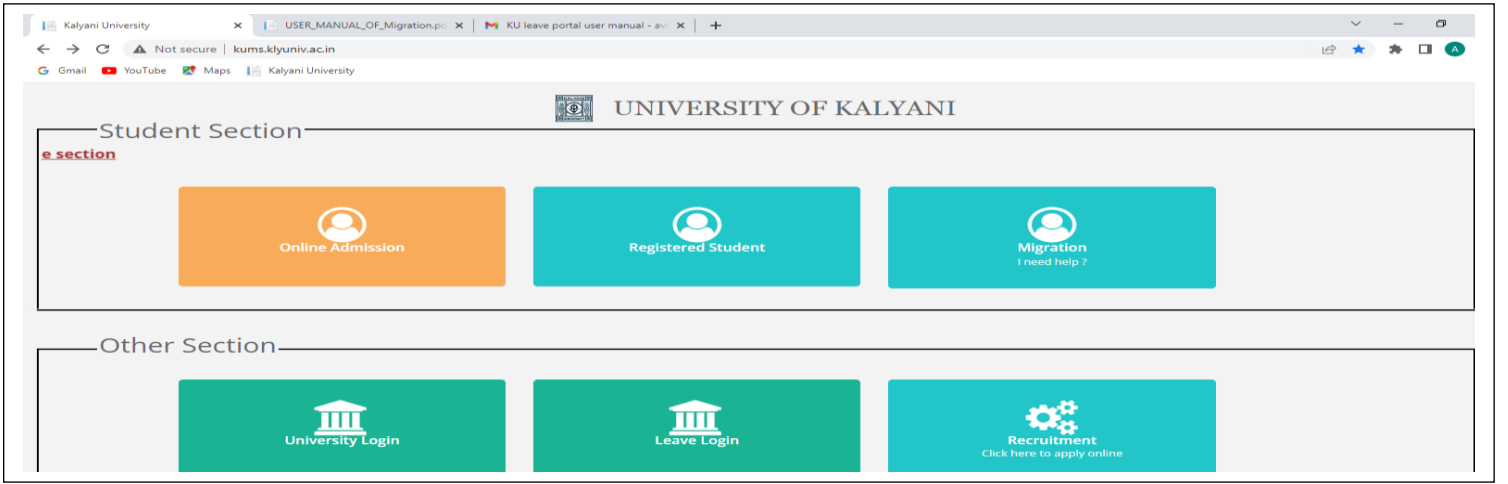 Kalyani University
USER_MANUAL_OF_Migration.pd
KU leave portal user manual - avi
Not secure | kums.klyuniv.ac.in
A
Gmail YouTube Maps Kalyani University
UNIVERSITY OF KALYANI
Student Section
e section
Online Admission
Registered Student
Migration
I need help ?
Other Section
University Login
Leave Login
Recruitment
Click here to apply online